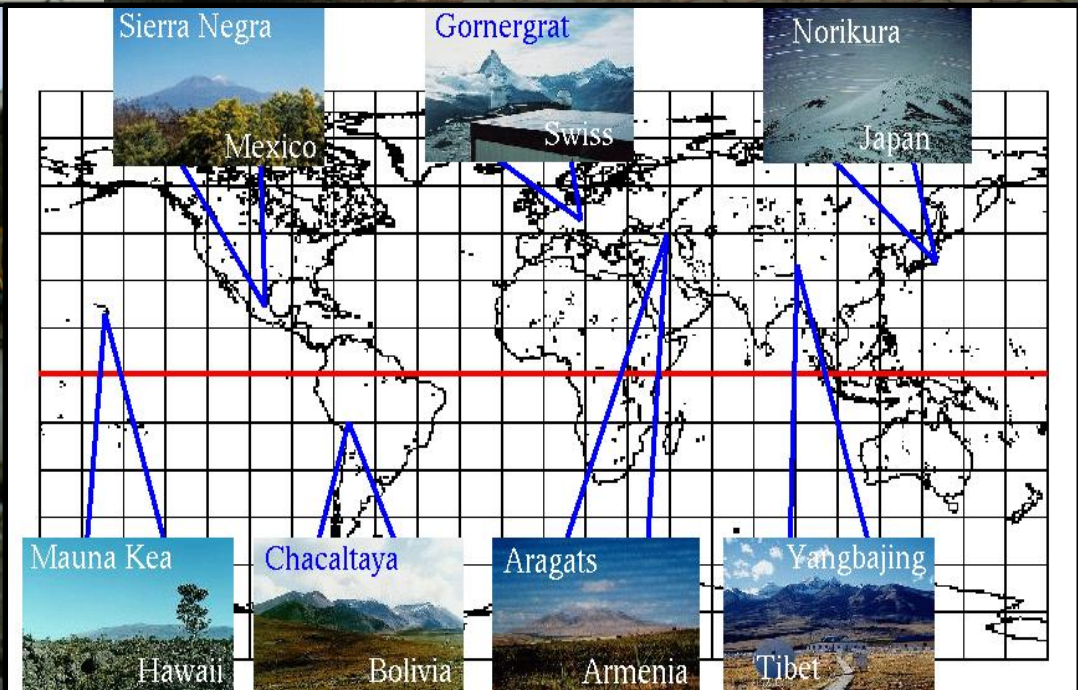 Sierra Negra
Mexico
Gornergrat
Swiss
Norikura
Japan
Mauna Kea
Hawaii
Chacaltaya
Bolivia
Aragats
Armenia
Yangbajing
Tibet